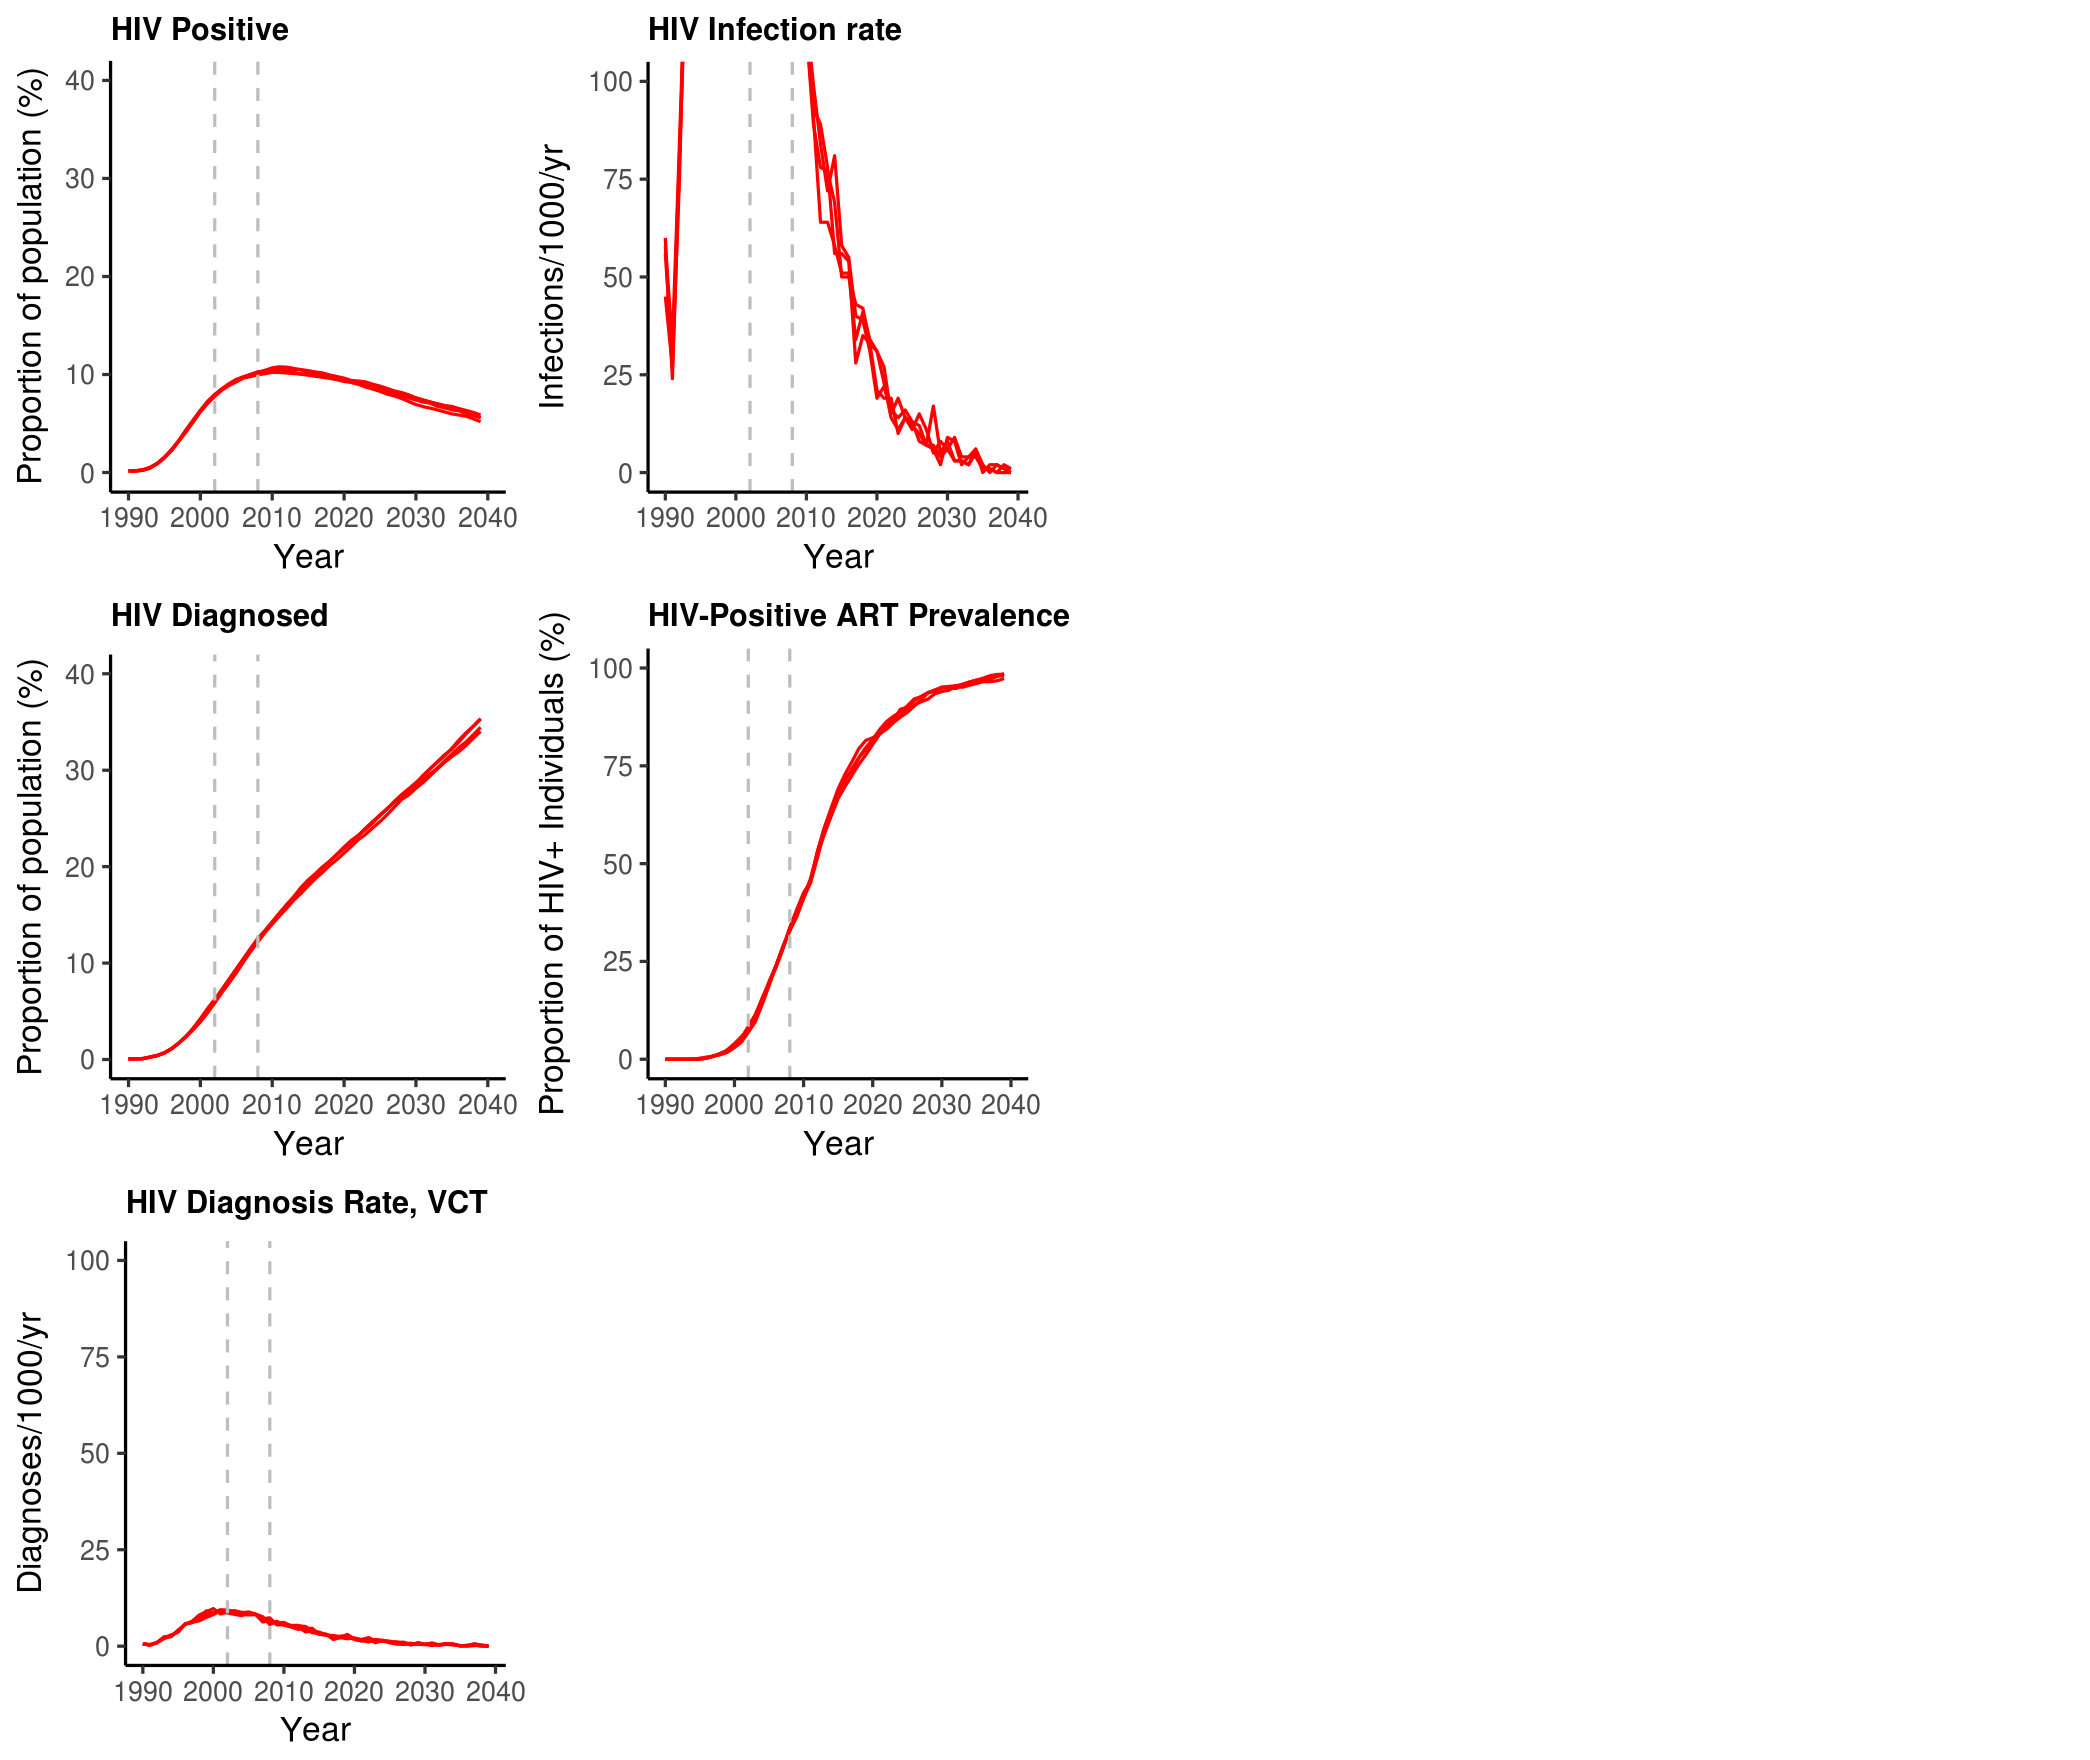 HIV Positive
Proportion of population (%)
40
30
20
10
0
1990 2000 2010 2020 2030 2040
Year
HIV Infection rate
Infections/1000/yr
100
75
50
25
0
1990 2000 2010 2020 2030 2040
Year
HIV Diagnosed
Proportion of population (%)
40
30
20
10
0
1990 2000 2010 2020 2030 2040
Year
HIV-Positive ART Prevalence
Proportion of HIV+ Individuals (%)
100
75
50
25
0
1990 2000 2010 2020 2030 2040
Year
HIV Diagnosis Rate, VCT
Diagnoses/1000/yr
100
75
50
25
0
1990 2000 2010 2020 2030 2040
Year